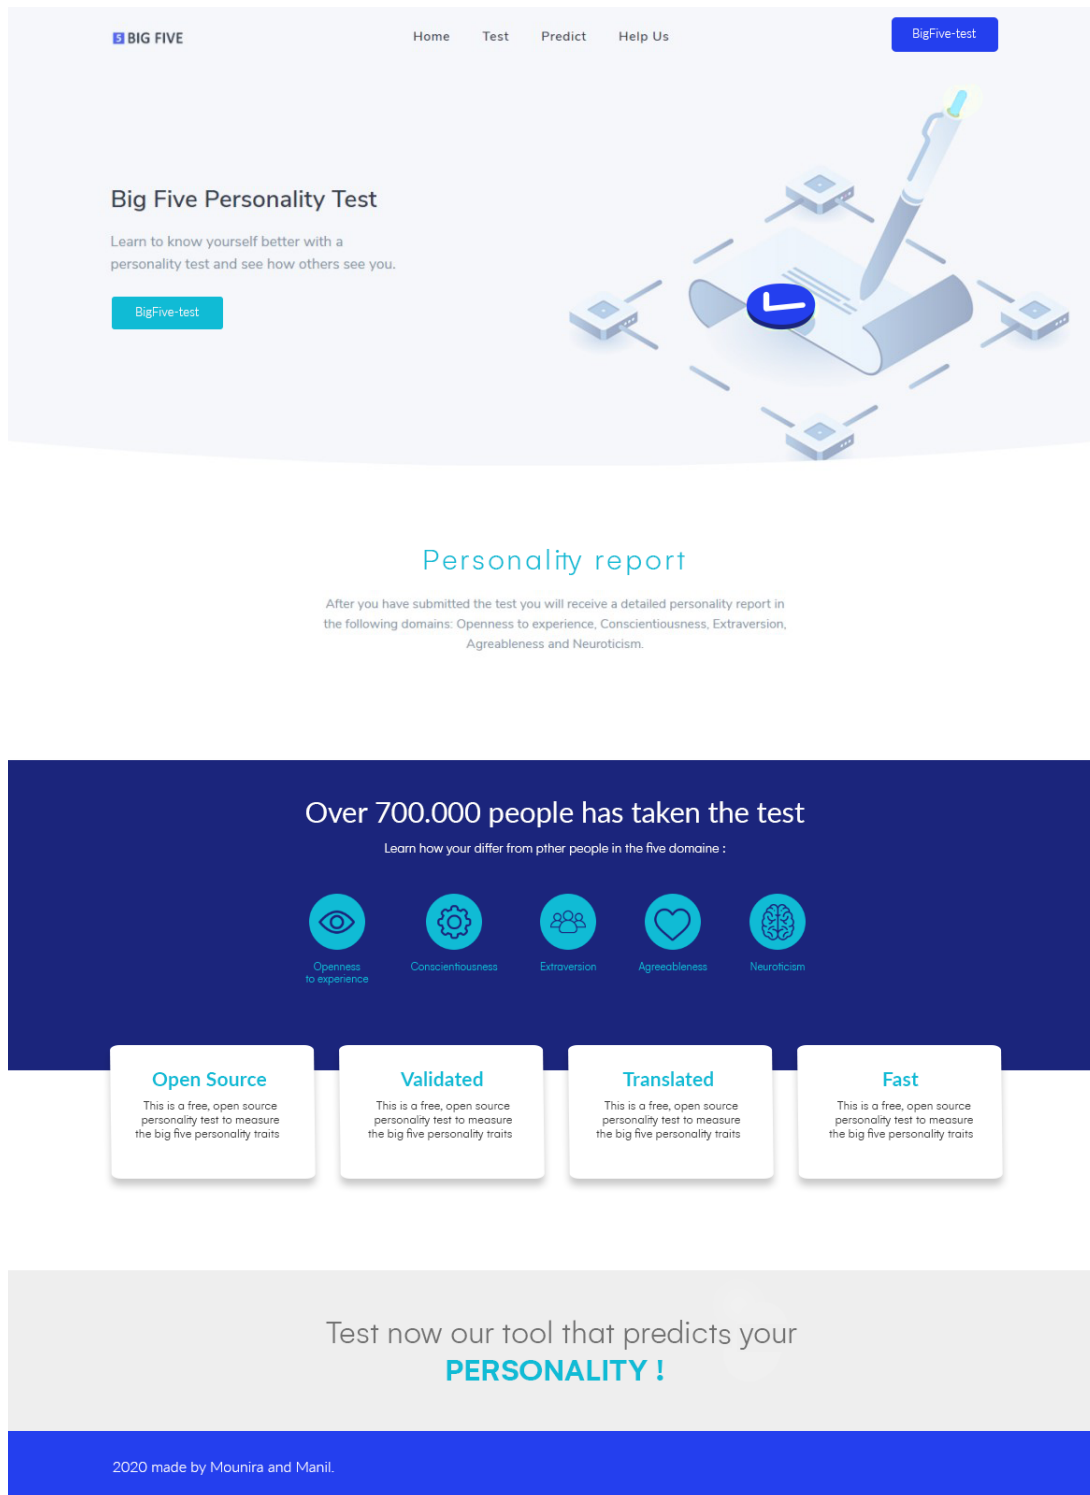 5 BIG FIVE
Home Test Predict Help Us
BigFive-test
Big Five Personality Test
Learn to know yourself better with a
personality test and see how others see you.
BigFive-test
Personality report
After you have submitted the test you will receive a detailed personality report in
the following domains: Openness to experience, Conscientiousness, Extraversion,
Agreableness and Neuroticism.
Over 700.000 people has taken the test
Learn how your differ from pther people in the five domaine :
Openness
to experience
Conscientiousness
Extraversion
Agreeableness
Neuroticism
Open Source
This is a free, open source
personality test to measure
the big five personality traits
Validated
This is a free, open source
personality test to measure
the big five personality traits
Translated
This is a free, open source
personality test to measure
the big five personality traits
Fast
This is a free, open source
personality test to measure
the big five personality traits
Test now our tool that predicts your
PERSONALITY !
2020 made by Mounira and Manil.